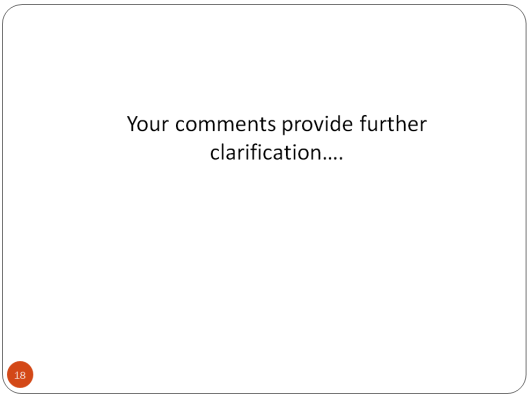 Your comments provide further
clarification….
18